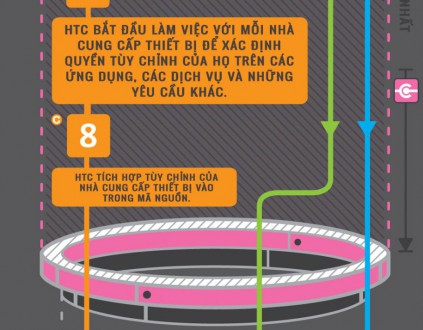 HTC BẮT ĐẦU LÀM VIỆC VỚI MỖI NHÀ
CUNG CẤP THIẾT BỊ ĐỂ XÁC ĐỊNH
QUYỀN TÙY CHỈNH CỦA HỌ TRÊN CÁC
ỨNG DỤNG, CÁC DỊCH VỤ VÀ NHỮNG
YÊU CẦU KHÁC.
8
HTC TÍCH HỢP TÙY CHỈNH CỦA
NHÀ CUNG CẤP THIẾT BỊ VÀO
TRONG MÃ NGUỒN.
NHẤT